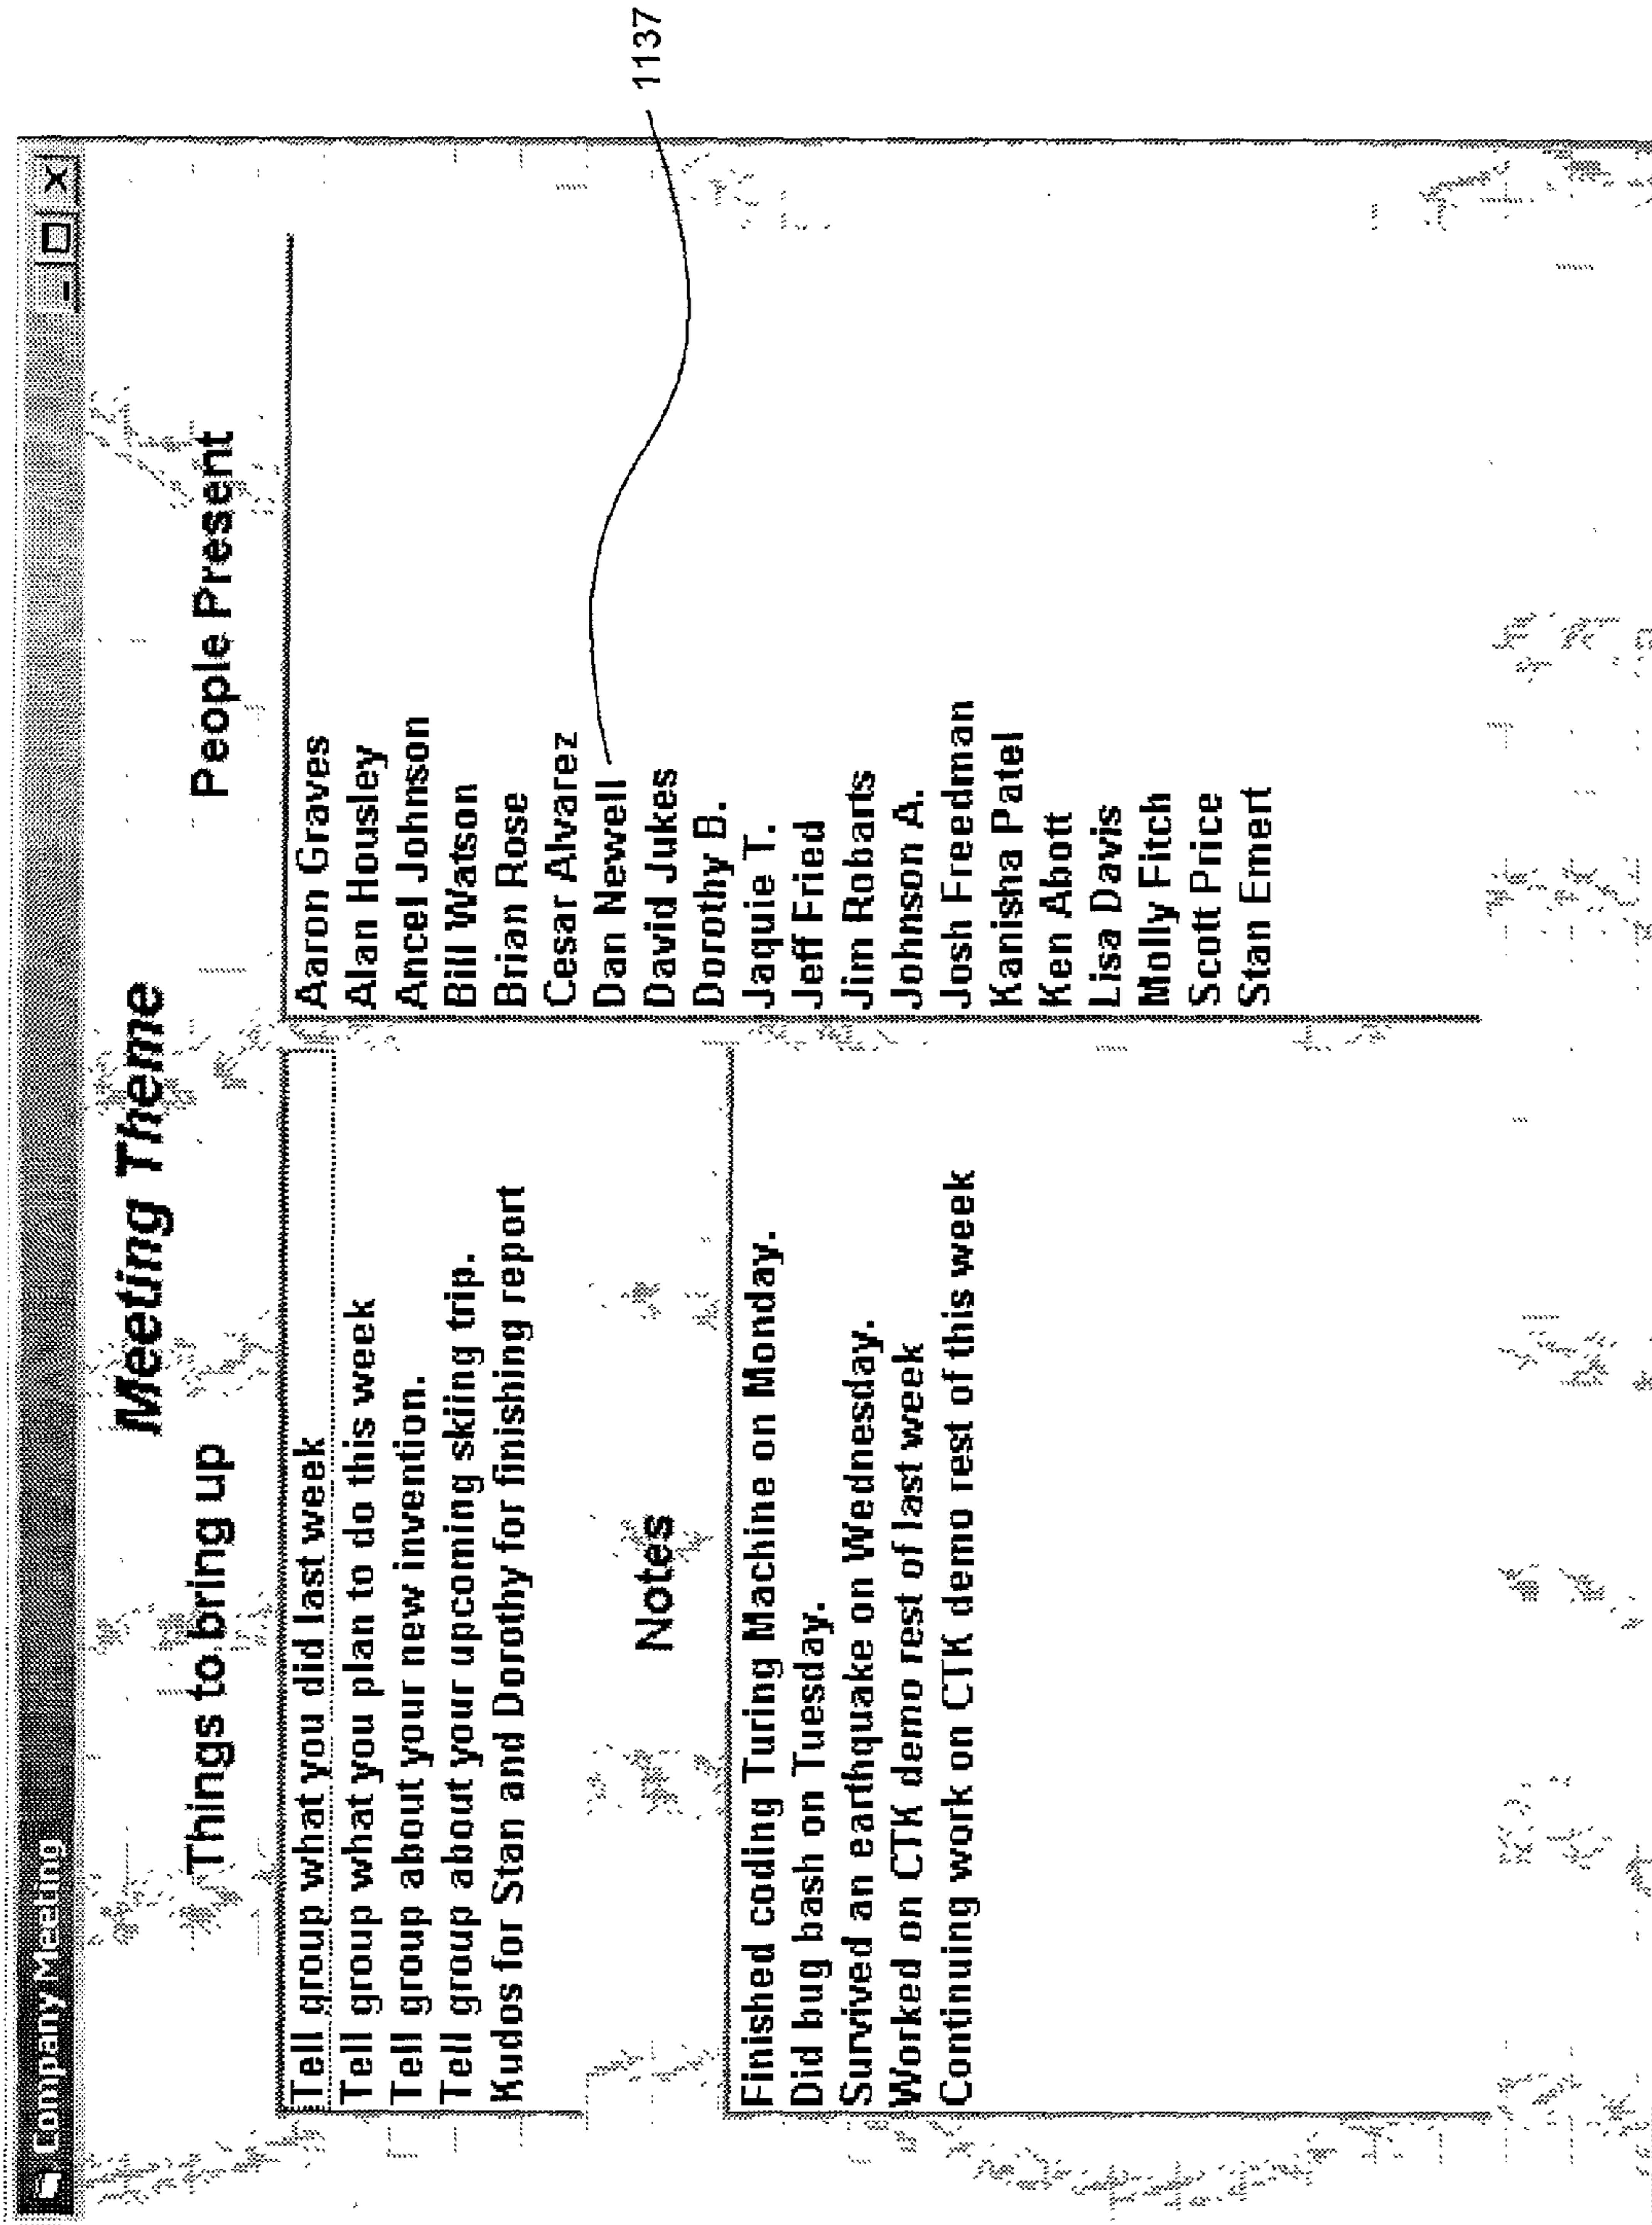 Company Meeting
Meeting Theme
Things to bring up
Tell group what you did last week
Tell group what you plan to do this week
Tell group about your new invention.
Tell group about your upcoming skiing trip.
Kudos for Stan and Dorothy for finishing report
Notes
Finished coding Turing Machine on Monday.
Did bug bash on Tuesday.
Survived an earthquake on Wednesday.
Worked on CTK demo rest of last week
Continuing work on CTK demo rest of this week
People Present
Aaron Graves
Alan Housley
Ancel Johnson
Bill Watson
Brian Rose
Cesar Alvarez
Dan Newell
David Jukes
Dorothy B.
Jaquie T.
Jeff Fried
Jim Robarts
Johnson A.
Josh Freedman
Kanisha Patel
Ken Abott
Lisa Davis
Molly Fitch
Scott Price
Stan Emert
1137